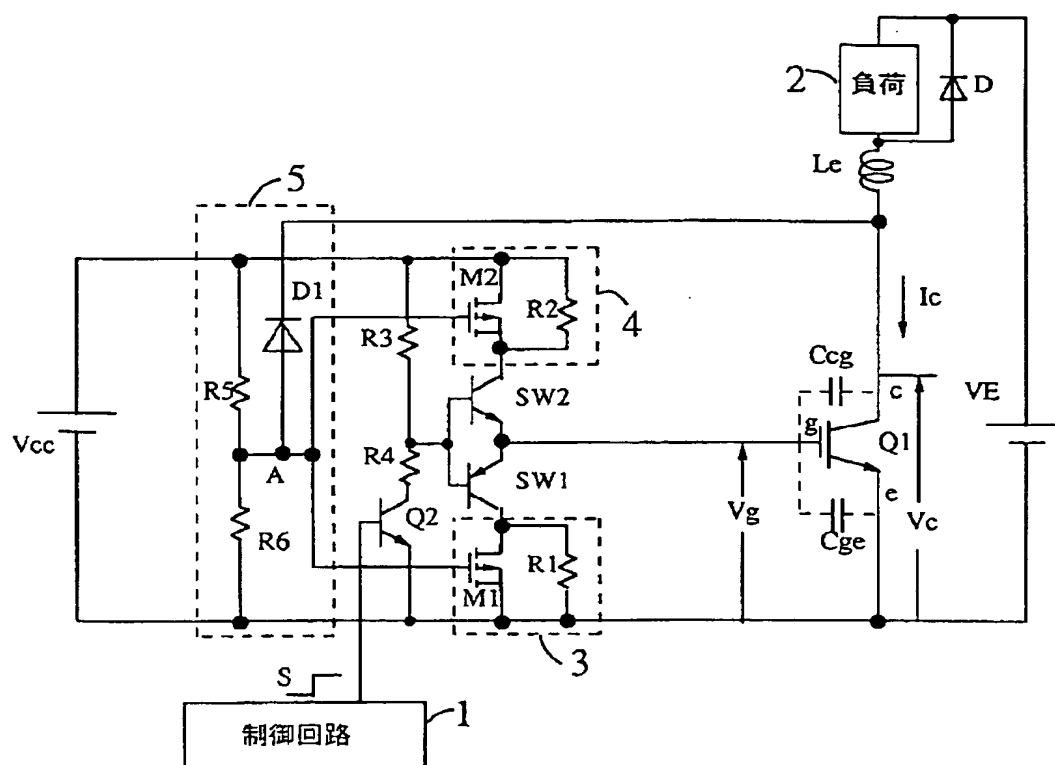 2
負荷
D
Le
5
D1
M2
R2
4
Ic
R3
Ccg
R5
SW2
c
VE
Vcc
g
Q1
R4
A
SW1
e
Q2
Vg
Vc
R6
Cge
R1
M1
S
3
1
制御回路